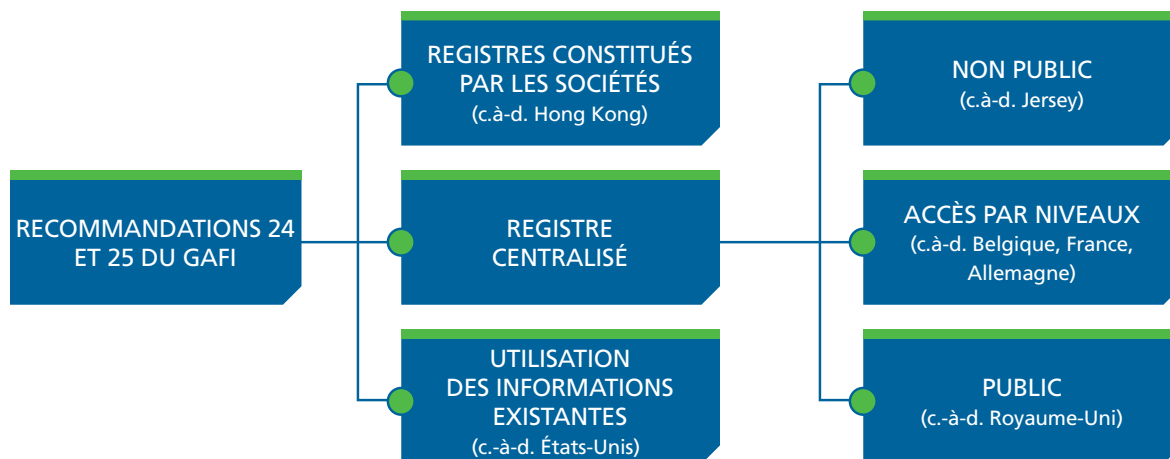 RECOMMANDATIONS 24
ET 25 DU GAFI
REGISTRES CONSTITUÉS
PAR LES SOCIÉTÉS
(c.à-d. Hong Kong)
REGISTRE
CENTRALISÉ
UTILISATION
DES INFORMATIONS
EXISTANTES
(c.-à-d. États-Unis)
NON PUBLIC
(c.à-d. Jersey)
ACCÈS PAR NIVEAUX
(c.à-d. Belgique, France,
Allemagne)
PUBLIC
(c.-à-d. Royaume-Uni)